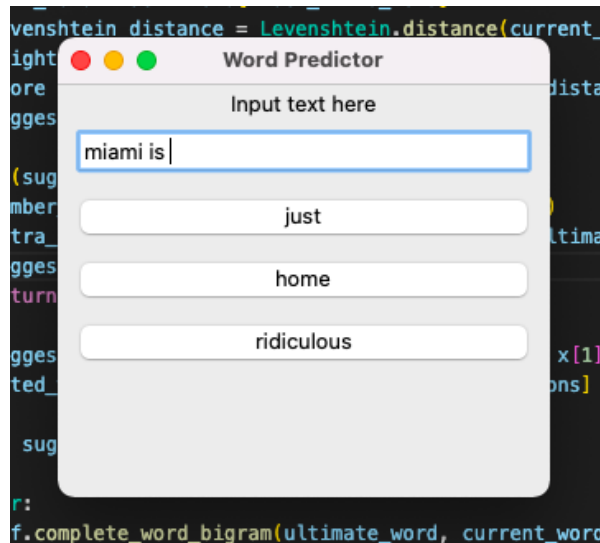 venshtein_distance = Levenshtein.distance(current_
ight
Word Predictor
ore
dista
Input text here
gges
miami is
(sug
mber
)
just
tra_
ltima
gges
home
turn
ridiculous
gges
x[1]
ted_
ons]
sug
r:
f.complete_word_bigram(ultimate_word, current_word